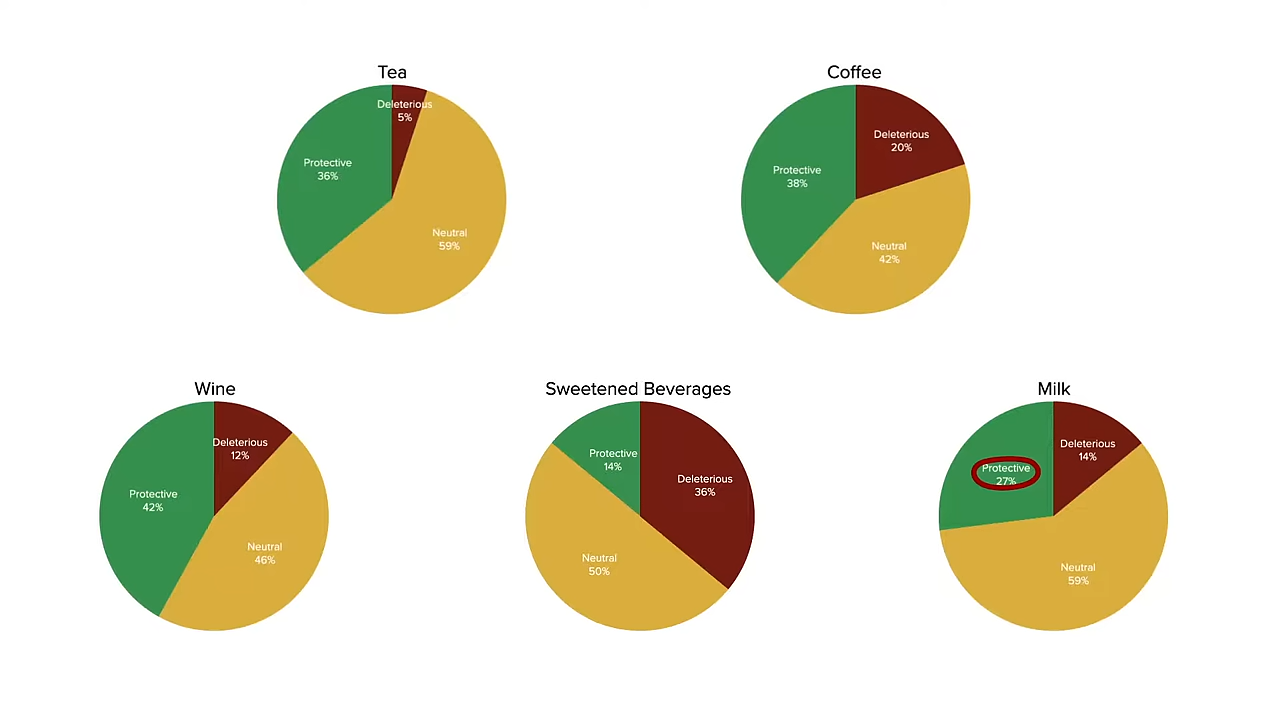 Tea
Deleterious
5%
Protective
36%
Neutral
59%
Coffee
Deleterious
20%
Protective
38%
Neutral
42%
Wine
Deleterious
12%
Protective
42%
Neutral
46%
Sweetened Beverages
Protective
14%
Deleterious
36%
Neutral
50%
Milk
Deleterious
14%
Protective
27%
Neutral
59%